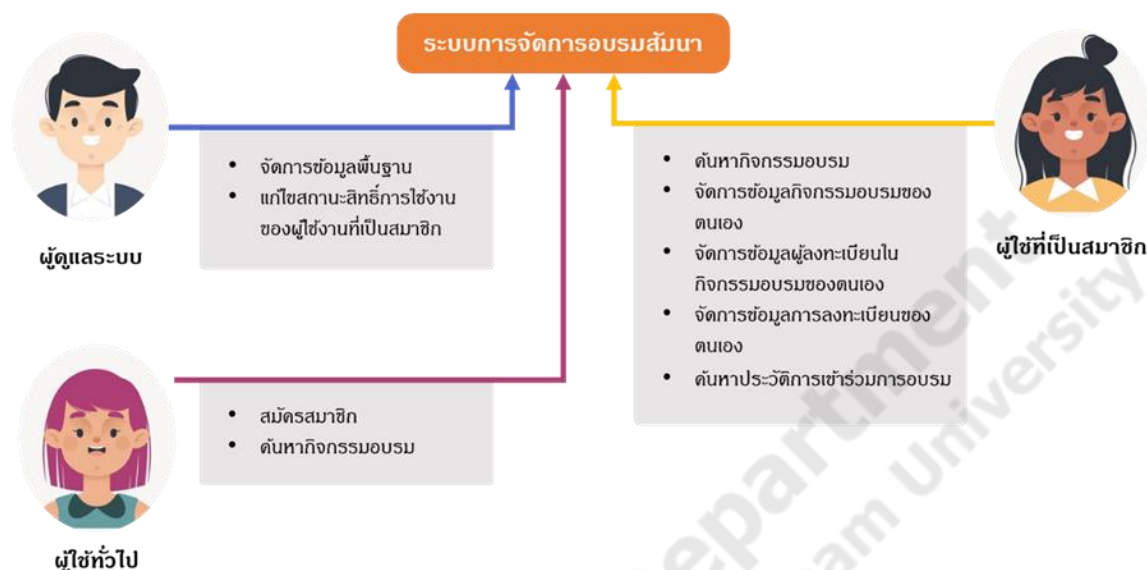 ระบบการจัดการอบรมสัมนา
• จัดการข้อมูลพื้นฐาน
• แก้ไขสถานะสิทธิ์การใช้งาน
ของผู้ใช้งานที่เป็นสมาชิก
ผู้ดูแลระบบ
• ค้นหากิจกรรมอบรม
• จัดการข้อมูลกิจกรรมอบรมของ
ตนเอง
• จัดการข้อมูลผู้ลงทะเบียนใน
กิจกรรมอบรมของตนเอง
• จัดการข้อมูลการลงทะเบียนของ
ตนเอง
• ค้นหาประวัติการเข้าร่วมการอบรม
ผู้ใช้ที่เป็นสมาชิก
• สมัครสมาชิก
• ค้นหากิจกรรมอบรม
ผู้ใช้ทั่วไป
University